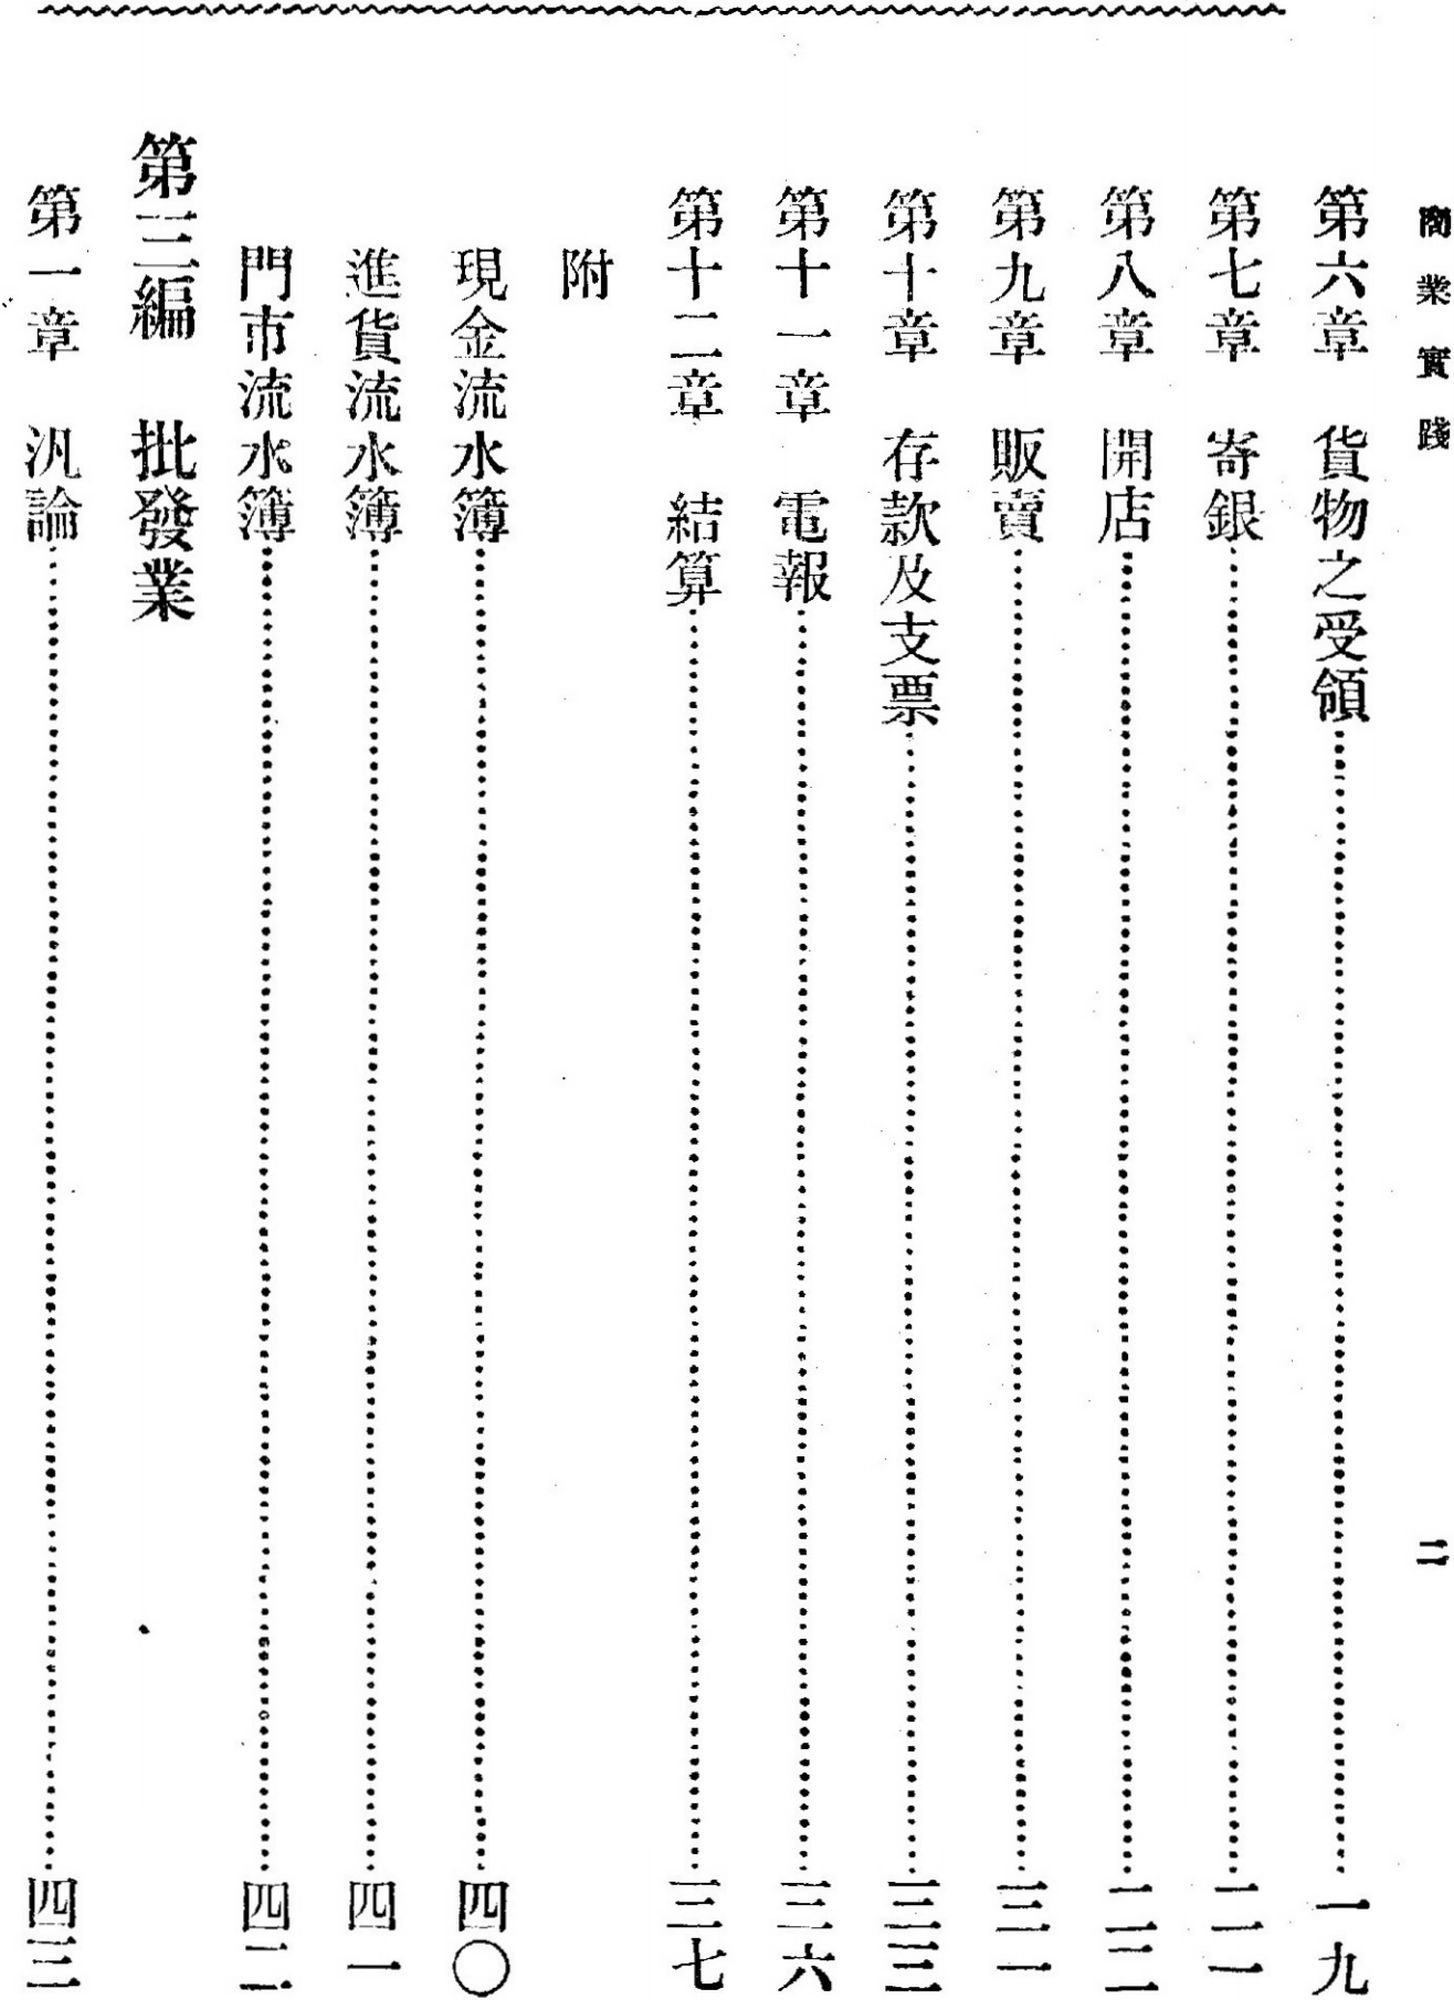 商業實踐 二
第六章 貨物之受領……一九
第七章 寄銀……二一
第八章 開店……二二
第九章 販賣……三一
第十章 存款及支票……三三
第十一章 電報……三六
第十二章 結算……三七
附
現金流水簿……四〇
進貨流水簿……四一
門市流水簿……四二
第三編 批發業
第一章 汎論……四三